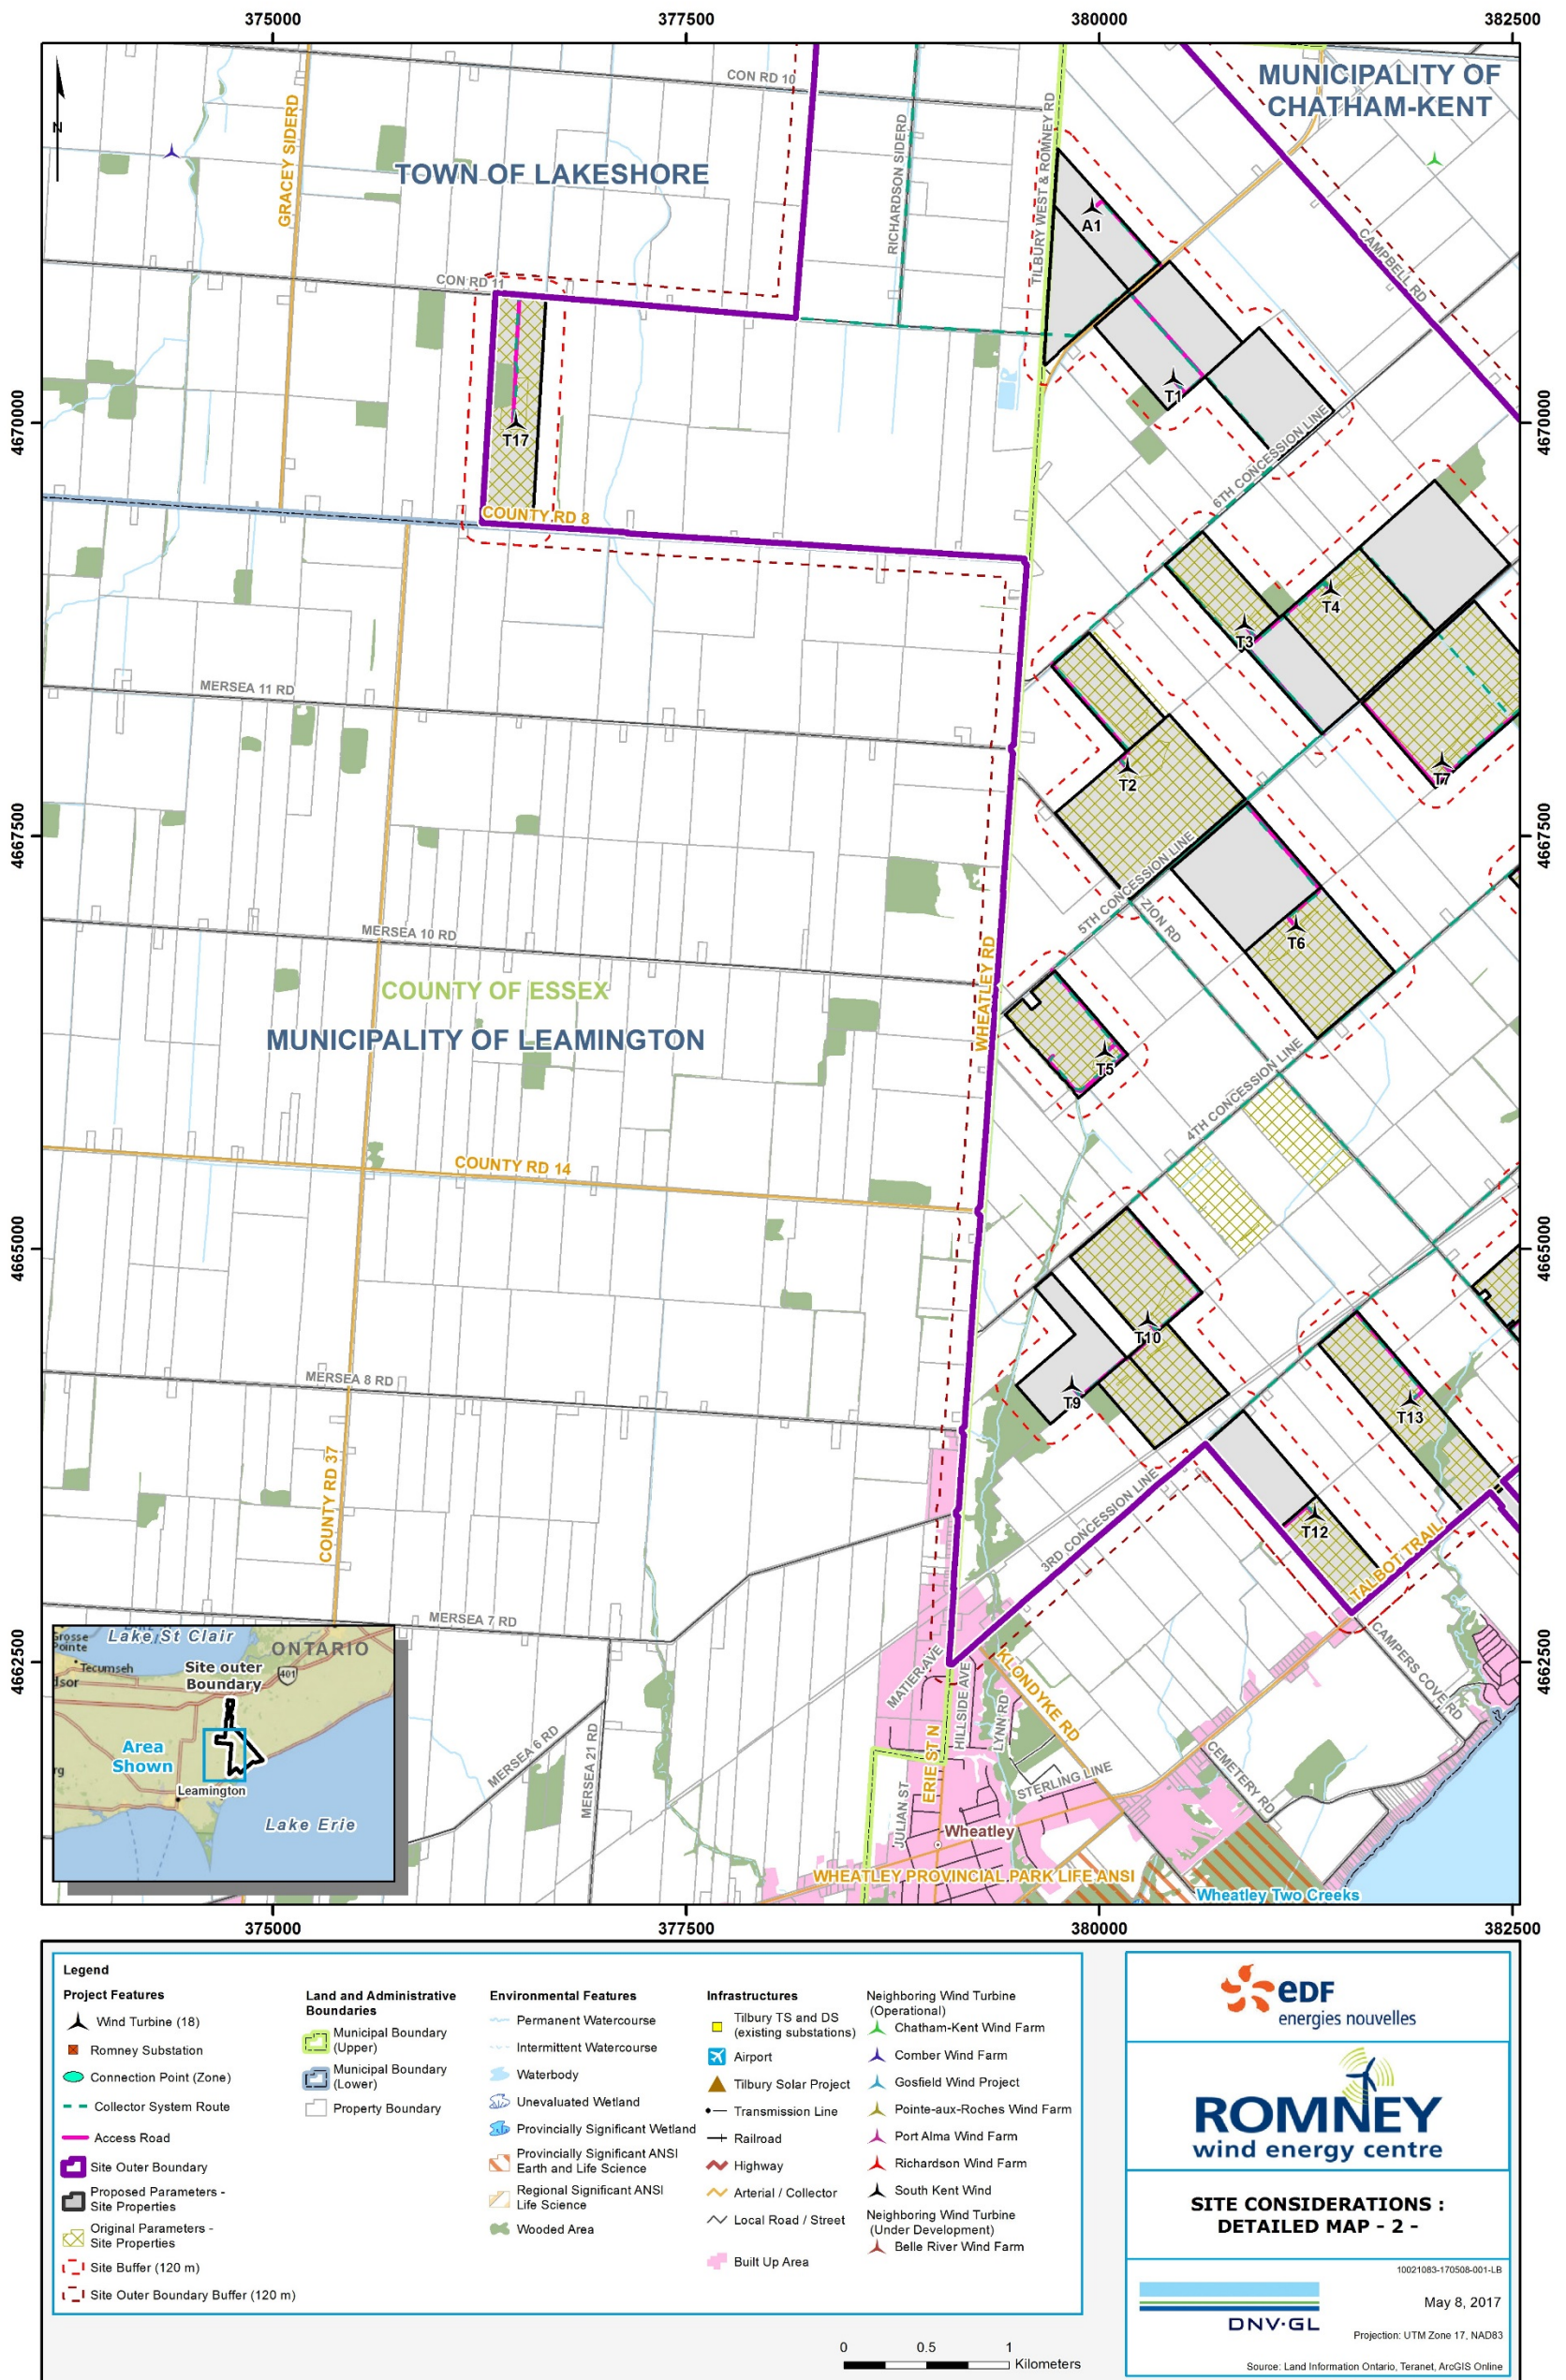 375000
377500
380000
382500
CON RD 10
MUNICIPALITY OF
CHATHAM-KENT
N
GRACEY SIDERD
TOWN OF LAKESHORE
RICHARDSON SIDERD
TILBURY WEST & ROMNEY RD
A1
CAMPBELL RD
CON RD 11
4670000
T17
T1
6TH CONCESSION LINE
4670000
COUNTY RD 8
T4
T3
MERSEA 11 RD
T2
T7
4667500
5TH CONCESSION LINE
ZION RD
T6
4667500
MERSEA 10 RD
WHEATLEY RD
COUNTY OF ESSEX
MUNICIPALITY OF LEAMINGTON
T5
4TH CONCESSION LINE
COUNTY RD 14
4665000
4665000
T10
T9
T13
MERSEA 8 RD
COUNTY RD 37
3RD CONCESSION LINE
T12
TALBOT TRAIL
MERSEA 7 RD
4662500
4662500
Grosse
Pointe
Lake St Clair
ONTARIO
Tecumseh
dsor
Site outer
Boundary
401
Area
Shown
rg
Leamington
Lake Erie
MATIER AVE
HILLSIDE AVE
LYNN RD
KLONDYKE RD
CAMPERS COVE RD
MERSEA 6 RD
MERSEA 21 RD
ERIE ST N
JULIAN ST
STERLING LINE
CEMETERY RD
Wheatley
WHEATLEY PROVINCIAL PARK LIFE ANSI
Wheatley Two Creeks
375000
377500
380000
382500
Legend
Project Features
Wind Turbine (18)
Romney Substation
Connection Point (Zone)
Collector System Route
Access Road
Site Outer Boundary
Proposed Parameters -
Site Properties
Original Parameters -
Site Properties
Site Buffer (120 m)
Site Outer Boundary Buffer (120 m)
Land and Administrative
Boundaries
Municipal Boundary
(Upper)
Municipal Boundary
(Lower)
Property Boundary
Environmental Features
Permanent Watercourse
Intermittent Watercourse
Waterbody
Unevaluated Wetland
Provincially Significant Wetland
Provincially Significant ANSI
Earth and Life Science
Regional Significant ANSI
Life Science
Wooded Area
Infrastructures
Tilbury TS and DS
(existing substations)
Airport
Tilbury Solar Project
Transmission Line
Railroad
Highway
Arterial / Collector
Local Road / Street
Built Up Area
Neighboring Wind Turbine
(Operational)
Chatham-Kent Wind Farm
Comber Wind Farm
Gosfield Wind Project
Pointe-aux-Roches Wind Farm
Port Alma Wind Farm
Richardson Wind Farm
South Kent Wind
Neighboring Wind Turbine
(Under Development)
Belle River Wind Farm
0 0.5 1
Kilometers
eDF
energies nouvelles
ROMNEY
wind energy centre
SITE CONSIDERATIONS :
DETAILED MAP - 2 -
10021083-170508-001-LB
May 8, 2017
DNV·GL
Projection: UTM Zone 17, NAD83
Source: Land Information Ontario, Teranet, ArcGIS Online